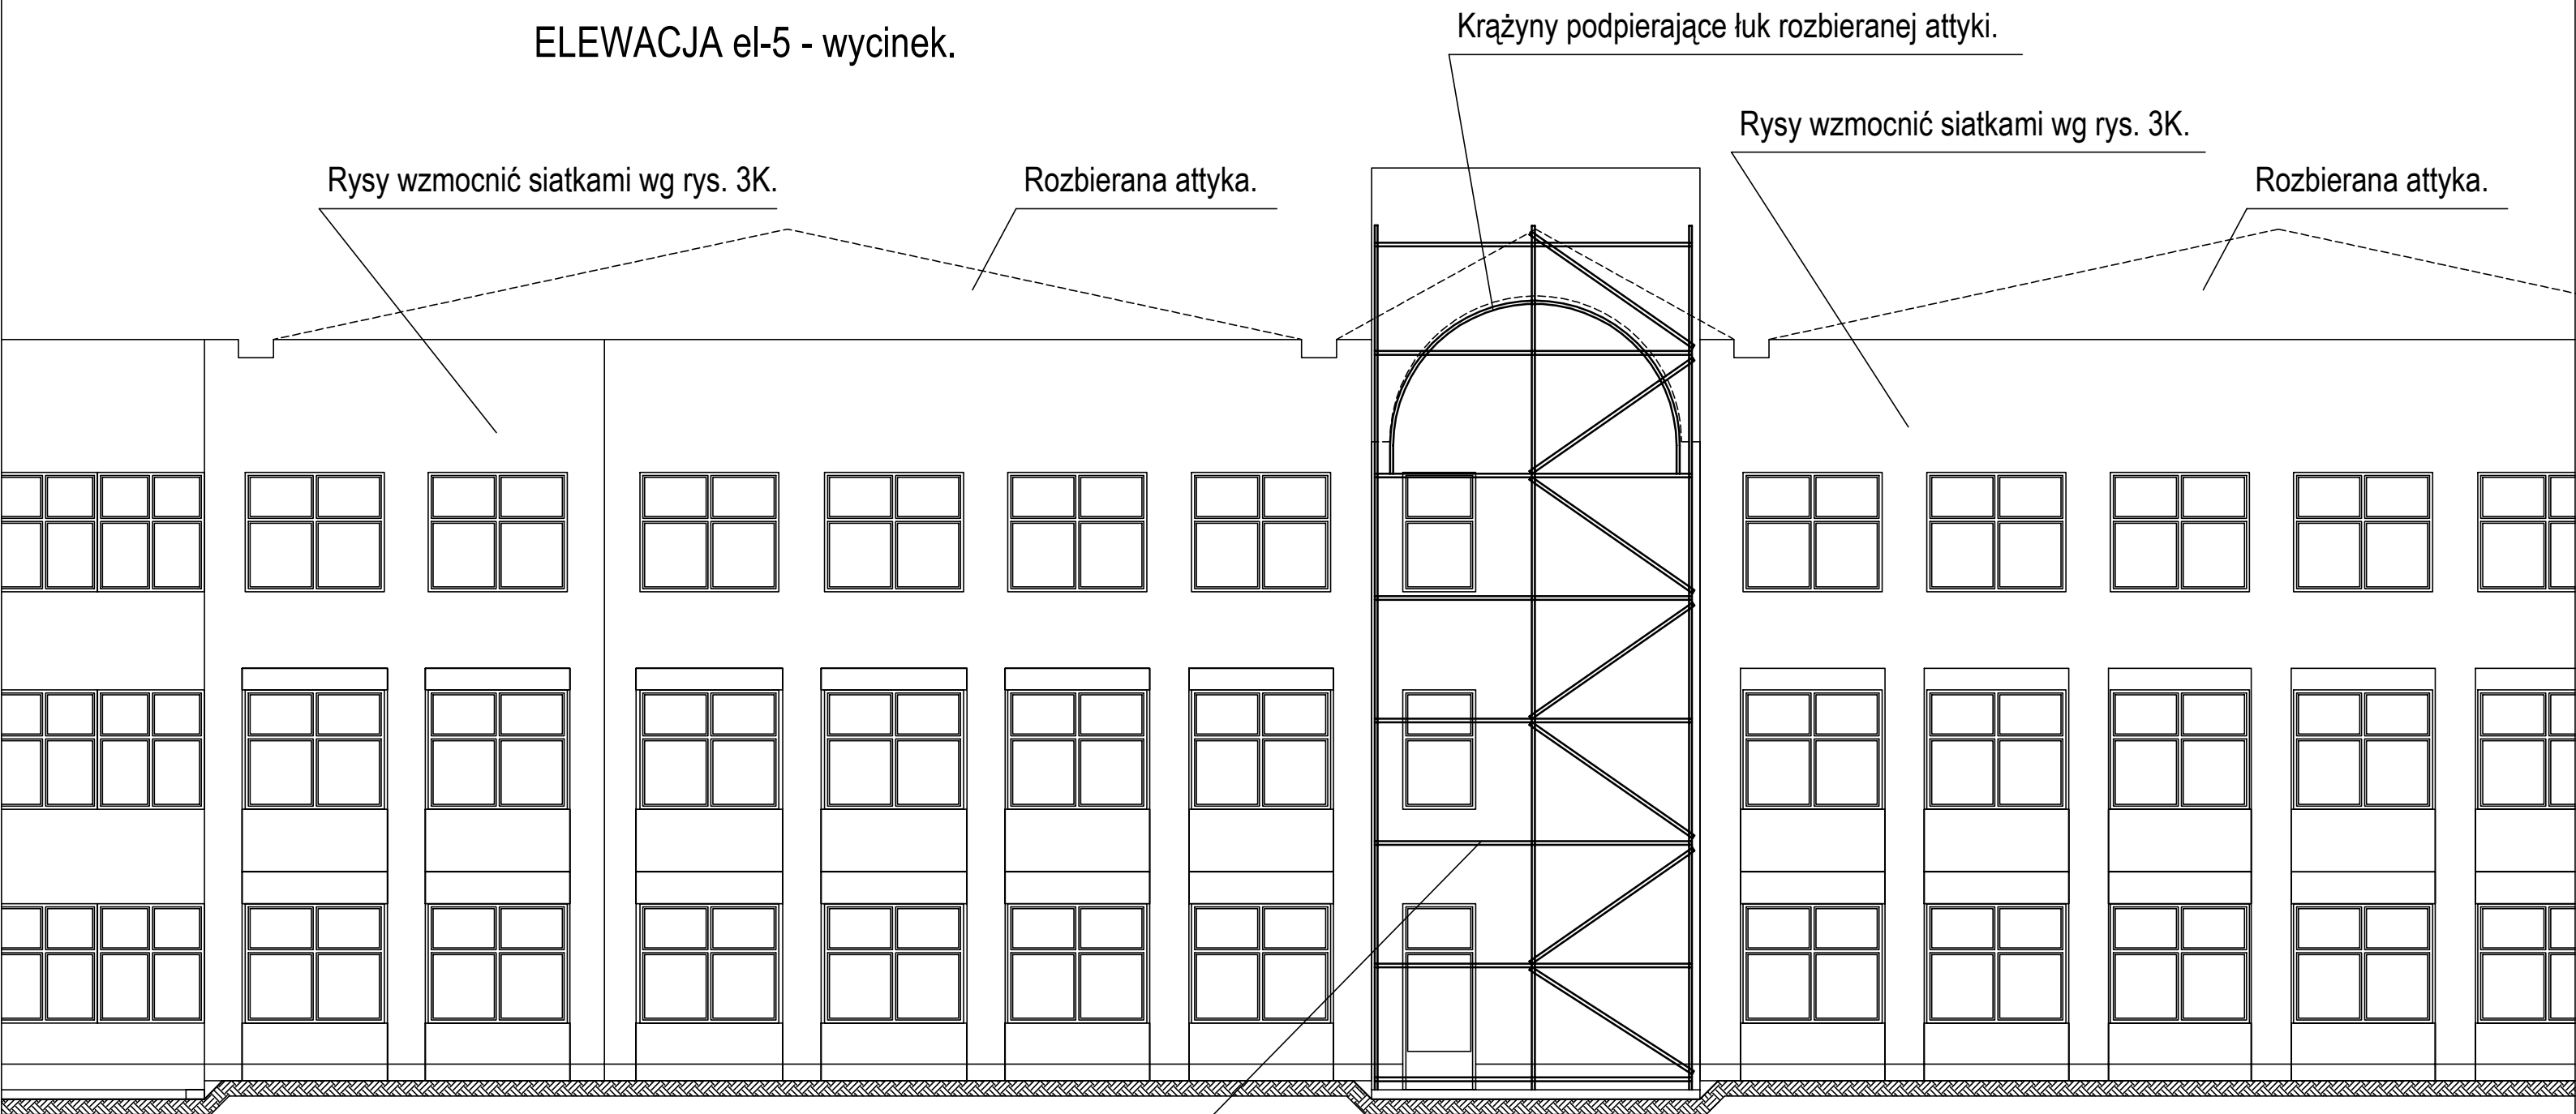 Krążyny podpierające łuk rozbieranej attyki.
ELEWACJA el-5 - wycinek.
Rysy wzmocnić siatkami wg rys. 3K.
Rysy wzmocnić siatkami wg rys. 3K.
Rozbierana attyka.
Rozbierana attyka.